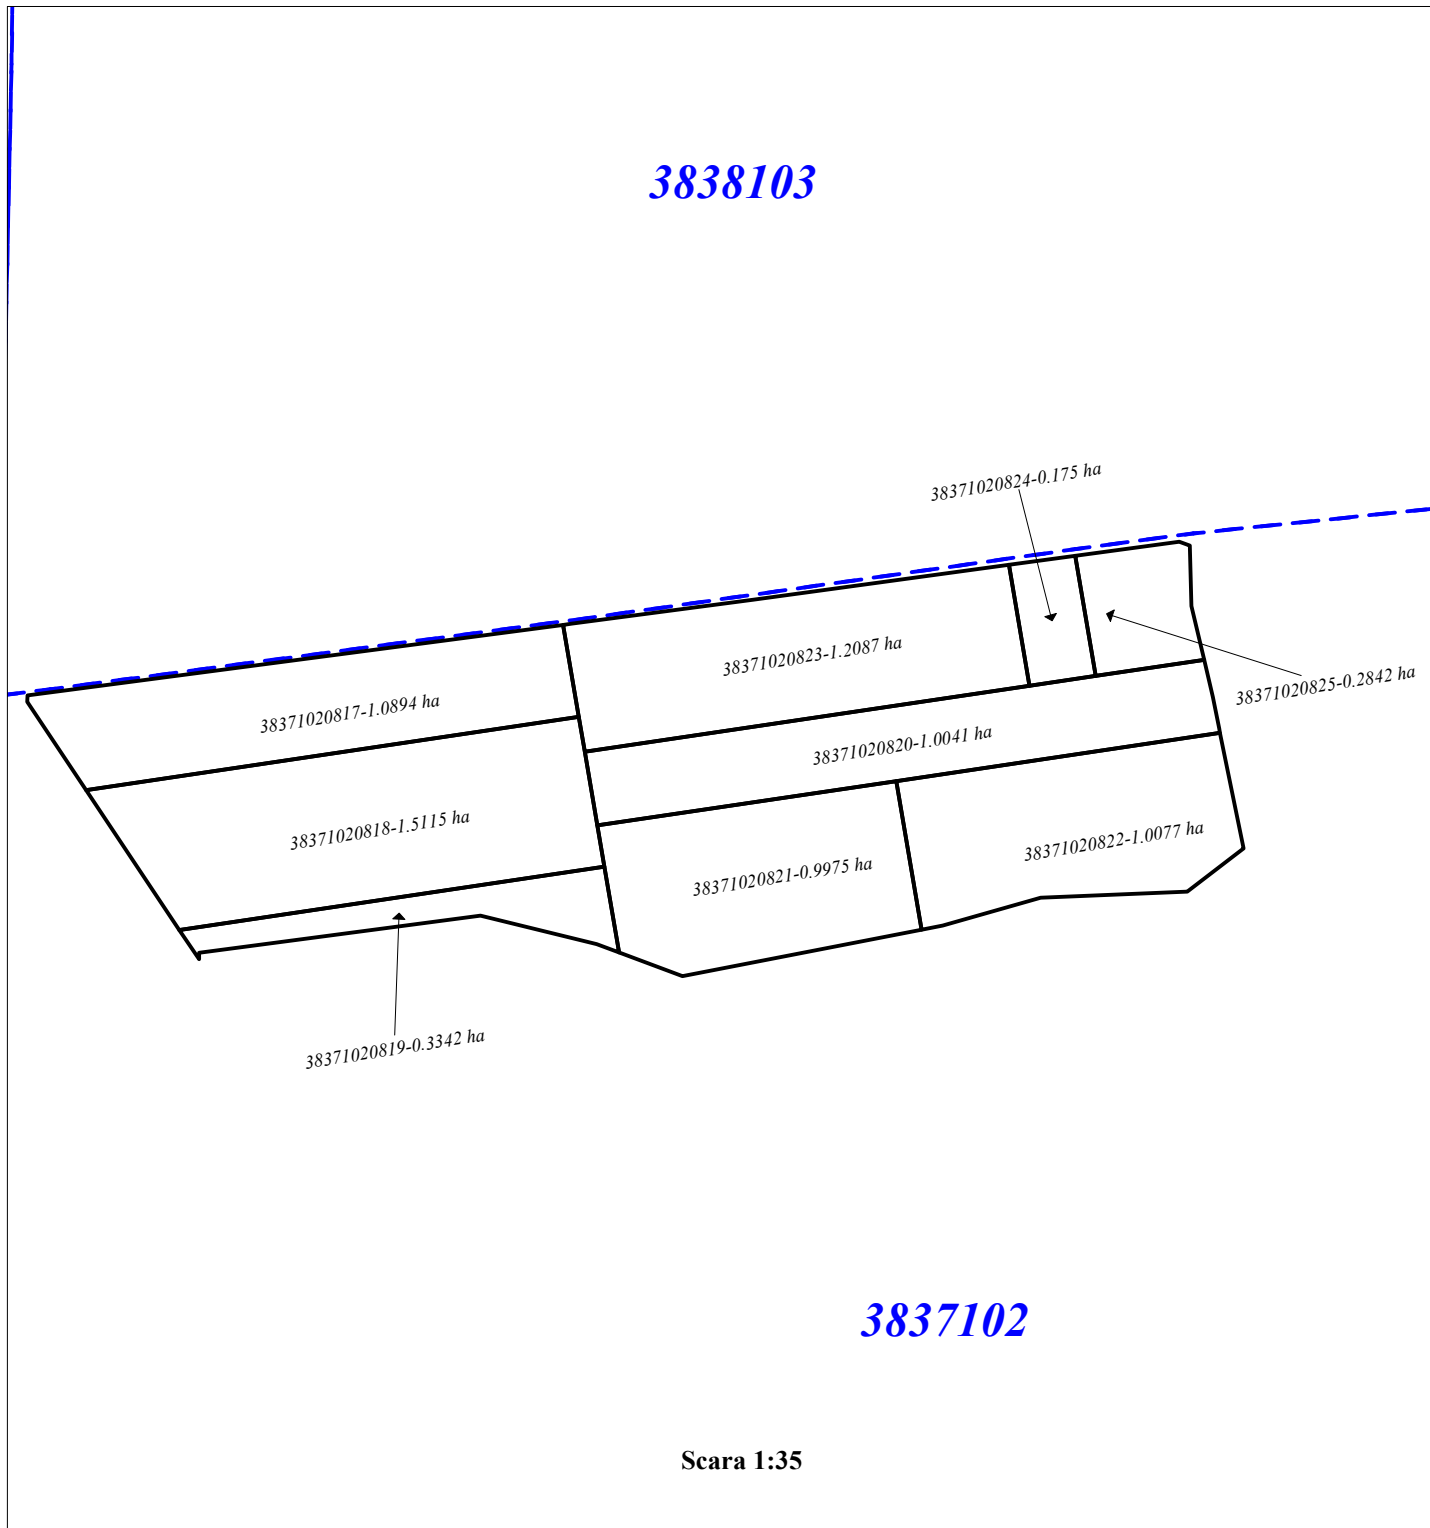 3838103
38371020824-0.175 ha
38371020823-1.2087 ha
38371020825-0.2842 ha
38371020817-1.0894 ha
38371020820-1.0041 ha
38371020818-1.5115 ha
38371020822-1.0077 ha
38371020821-0.9975 ha
38371020819-0.3342 ha
3837102
Scara 1:35